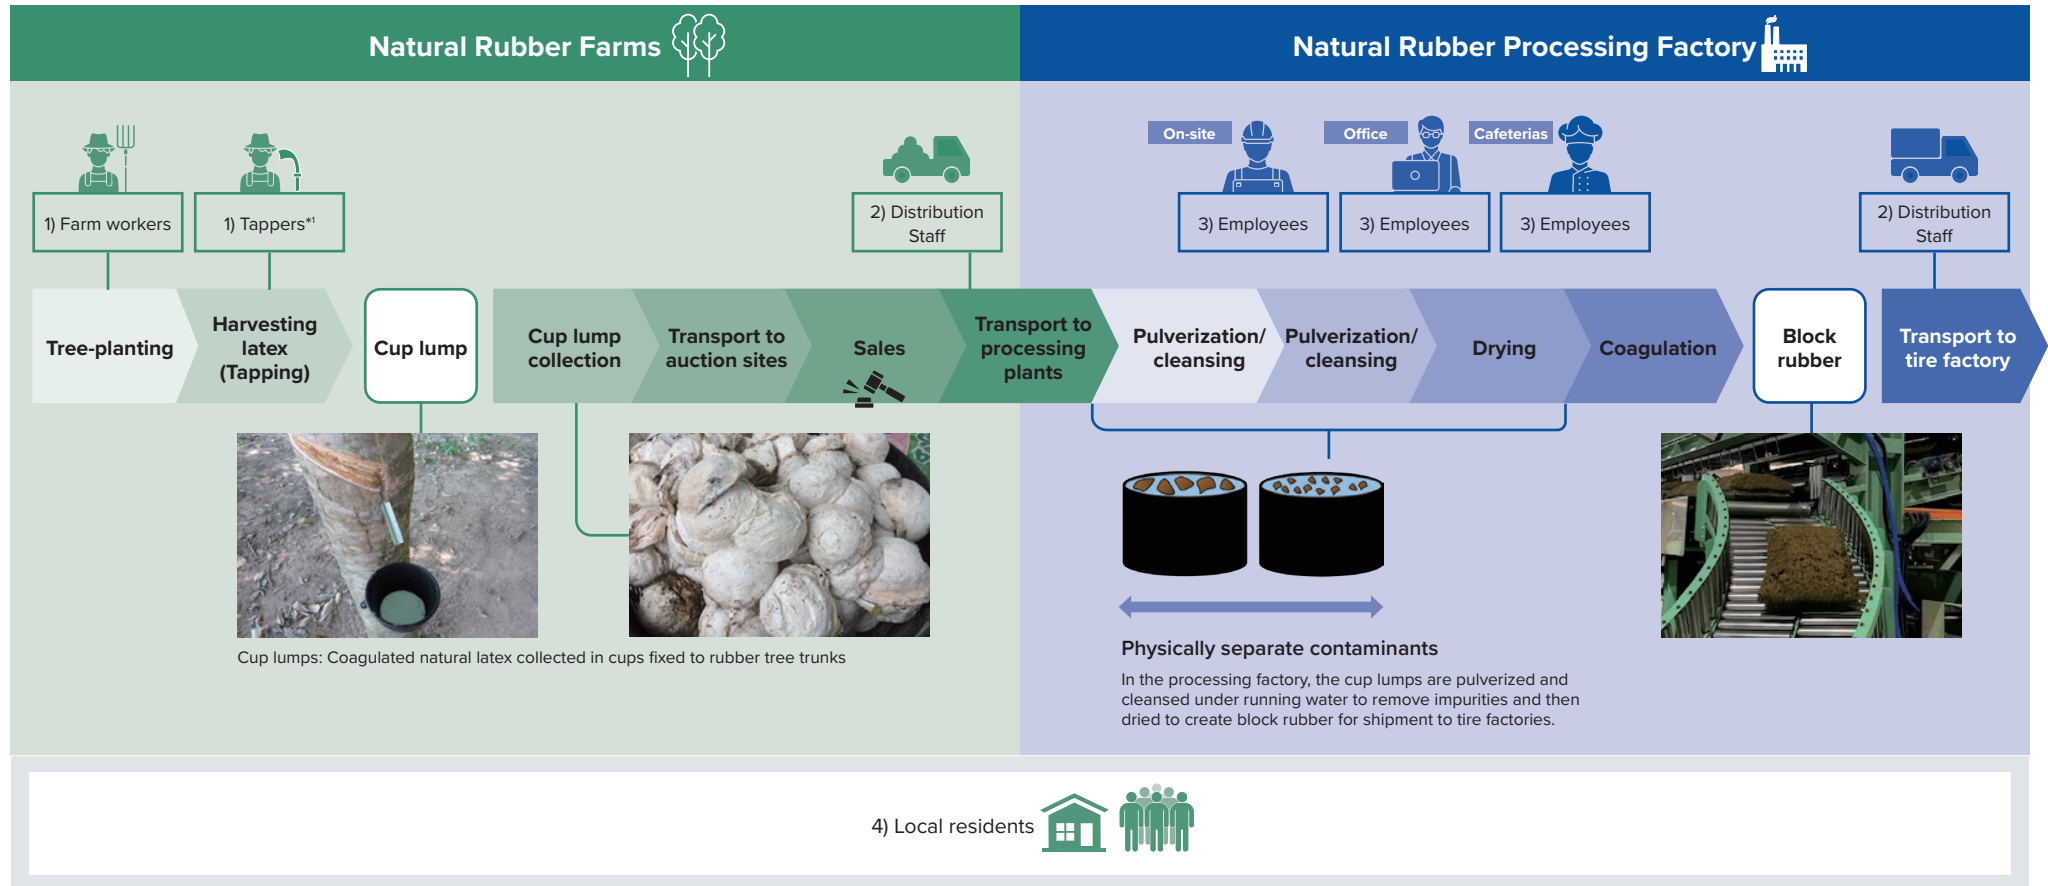 Natural Rubber Farms
Natural Rubber Processing Factory
On-site
Office
Cafeterias
1) Farm workers
1) Tappers*1
2) Distribution
Staff
3) Employees
3) Employees
3) Employees
2) Distribution
Staff
Tree-planting
Harvesting
latex
(Tapping)
Cup lump
Cup lump
collection
Transport to
auction sites
Sales
Transport to
processing
plants
Pulverization/
cleansing
Pulverization/
cleansing
Drying
Coagulation
Block
rubber
Transport to
tire factory
Cup lumps: Coagulated natural latex collected in cups fixed to rubber tree trunks
Physically separate contaminants
In the processing factory, the cup lumps are pulverized and
cleansed under running water to remove impurities and then
dried to create block rubber for shipment to tire factories.
4) Local residents